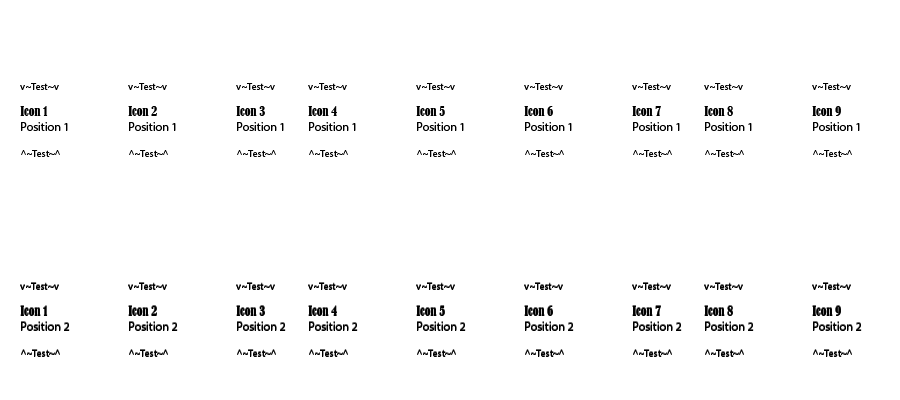 v~Test~v v~Test~v v~Test~v v~Test~v v~Test~v v~Test~v v~Test~v v~Test~v v~Test~v
Icon 1 Icon 2 Icon 3 Icon 4 Icon 5 Icon 6 Icon 7 Icon 8 Icon 9
Position 1 Position 1 Position 1 Position 1 Position 1 Position 1 Position 1 Position 1 Position 1
^~Test~^ ^~Test~^ ^~Test~^ ^~Test~^ ^~Test~^ ^~Test~^ ^~Test~^ ^~Test~^ ^~Test~^
v~Test~v v~Test~v v~Test~v v~Test~v v~Test~v v~Test~v v~Test~v v~Test~v v~Test~v
Icon 1 Icon 2 Icon 3 Icon 4 Icon 5 Icon 6 Icon 7 Icon 8 Icon 9
Position 2 Position 2 Position 2 Position 2 Position 2 Position 2 Position 2 Position 2 Position 2
^~Test~^ ^~Test~^ ^~Test~^ ^~Test~^ ^~Test~^ ^~Test~^ ^~Test~^ ^~Test~^ ^~Test~^